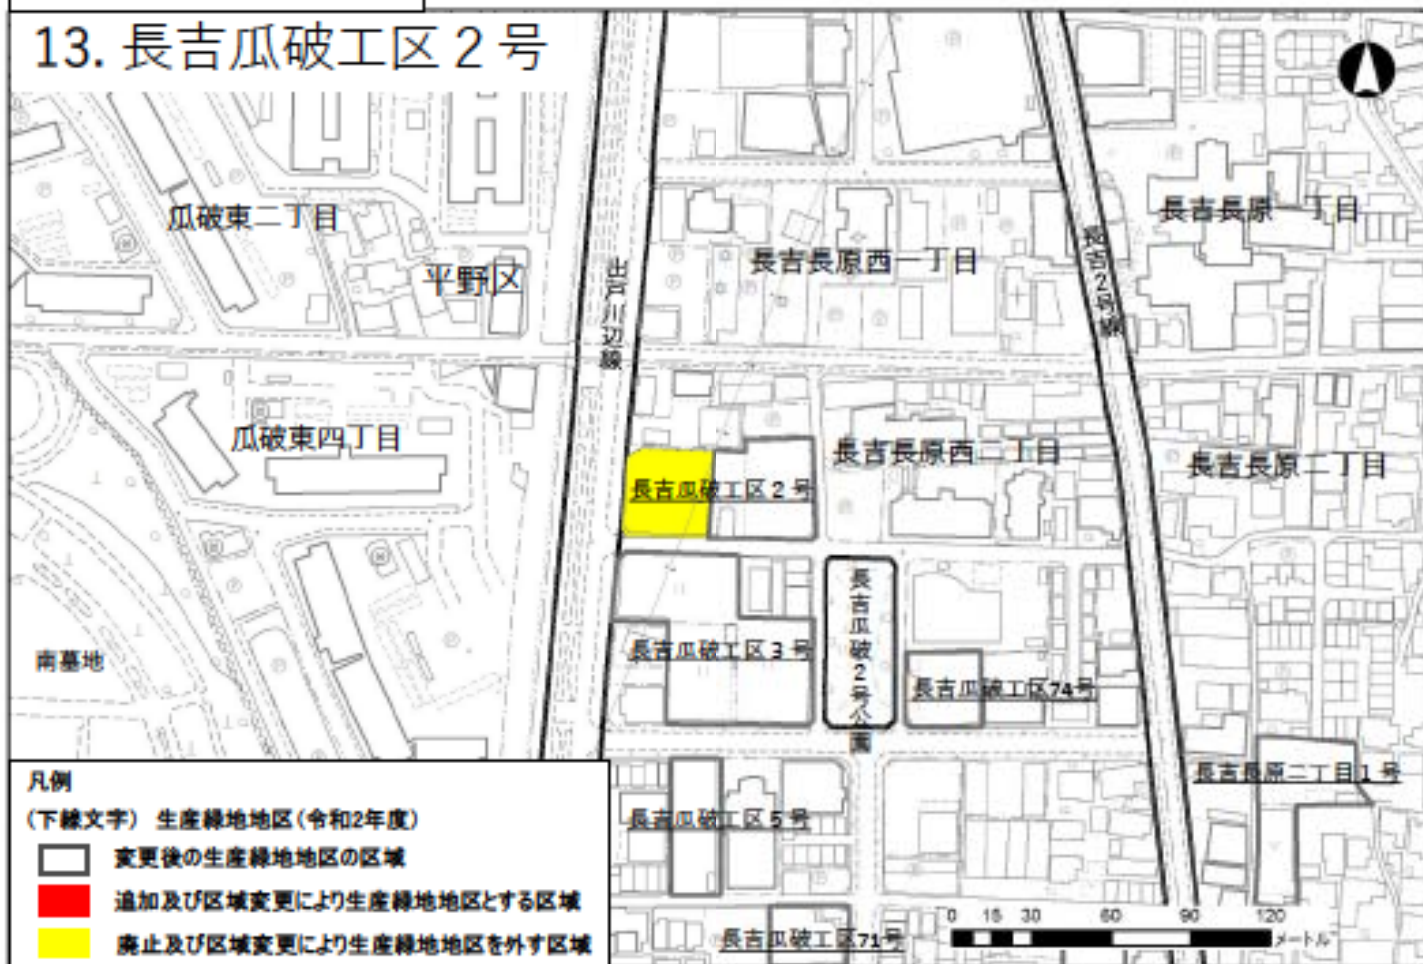 13. 長吉瓜破工区２号
瓜破東二丁目
平野区
出戸川辺線
長吉長原西一丁目
長吉2号線
長吉長原一丁目
瓜破東四丁目
長吉瓜破工区２号
長吉長原西二丁目
長吉長原二丁目
南墓地
長吉瓜破工区３号
長吉瓜破2号公園
長吉瓜破工区74号
長吉長原二丁目１号
長吉瓜破工区５号
長吉瓜破工区71号
凡例
(下線文字) 生産緑地地区(令和2年度)
変更後の生産緑地地区の区域
追加及び区域変更により生産緑地地区とする区域
廃止及び区域変更により生産緑地地区を外す区域
0 15 30 60 90 120
メートル